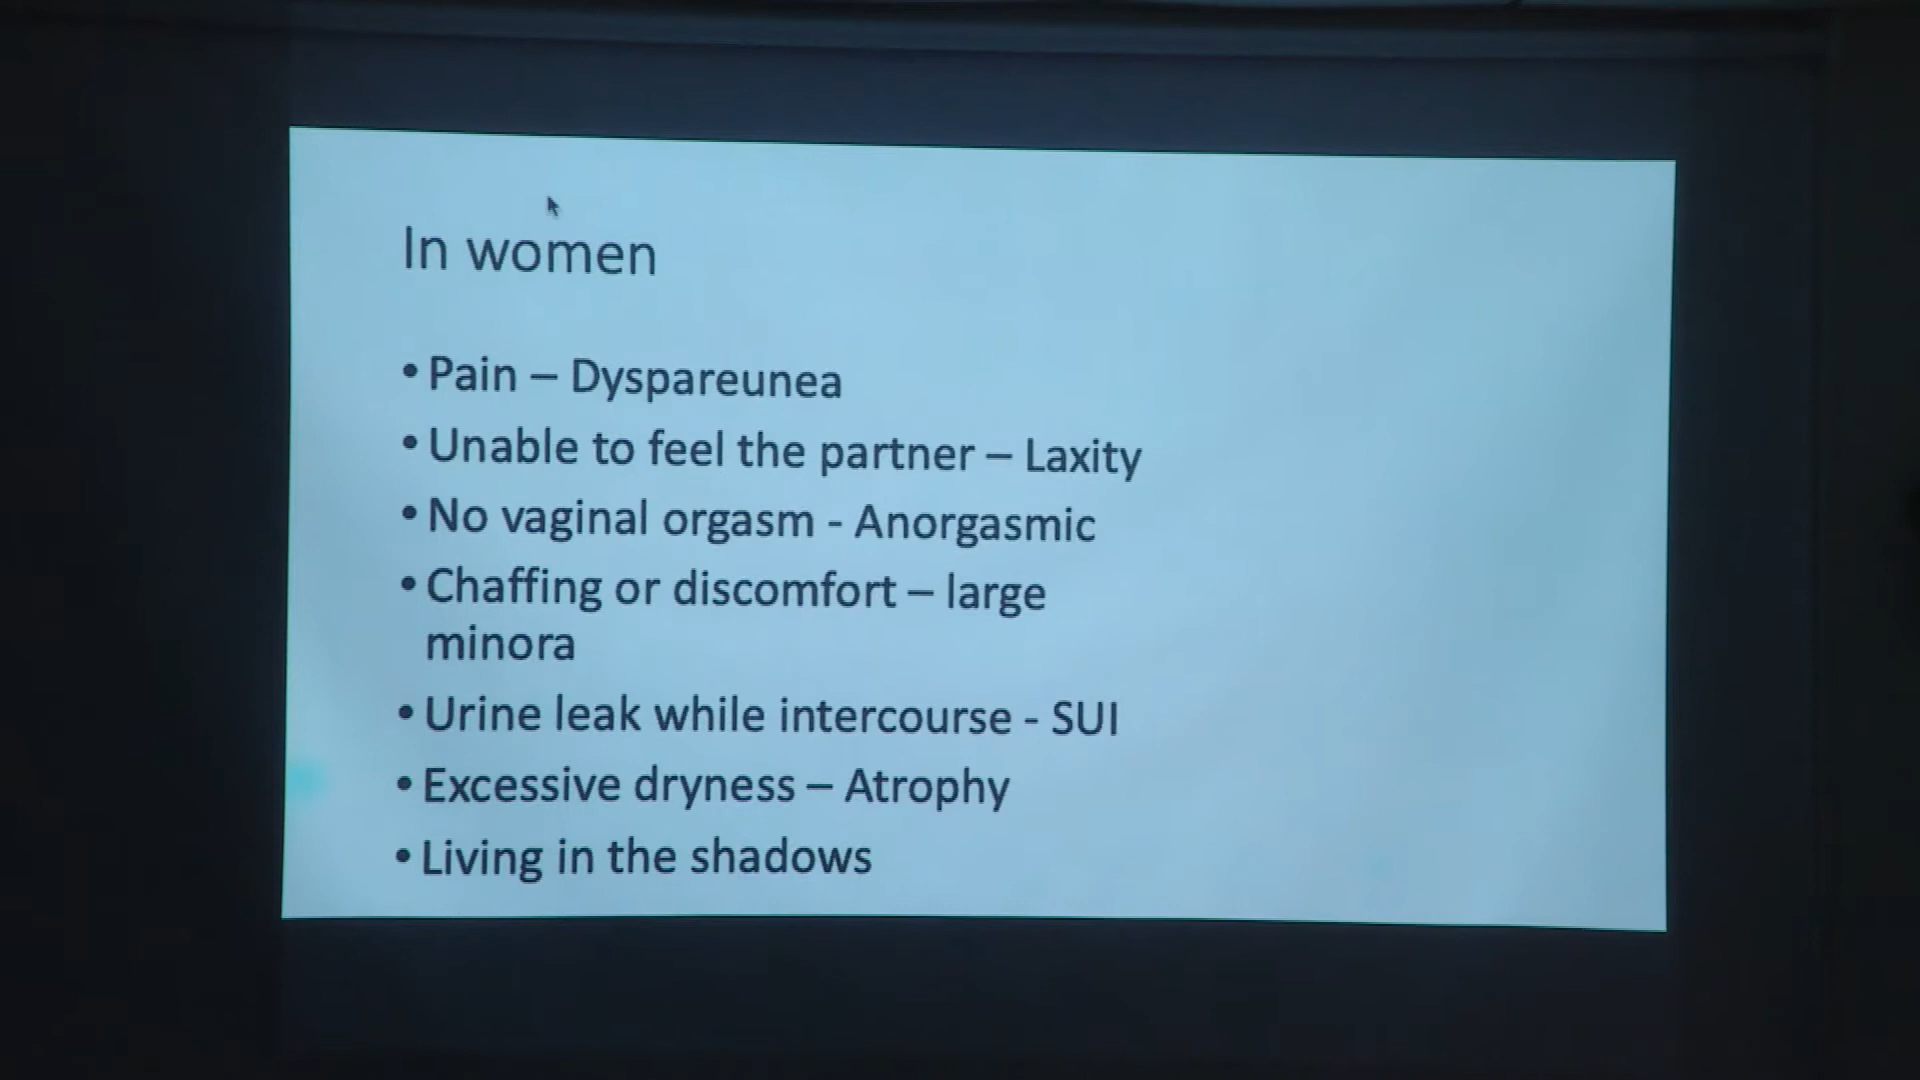 In women
• Pain – Dyspareunea
• Unable to feel the partner – Laxity
• No vaginal orgasm - Anorgasmic
• Chaffing or discomfort – large
minora
• Urine leak while intercourse - SUI
• Excessive dryness – Atrophy
• Living in the shadows